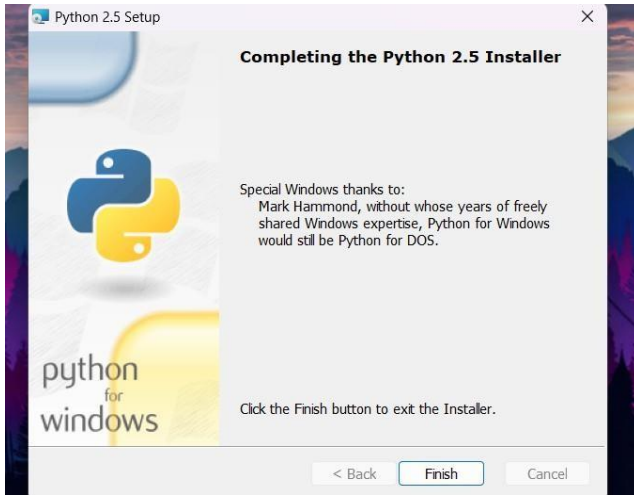 Python 2.5 Setup
Completing the Python 2.5 Installer
Special Windows thanks to:
Mark Hammond, without whose years of freely
shared Windows expertise, Python for Windows
would still be Python for DOS.
python
for
windows
Click the Finish button to exit the Installer.
< Back
Finish
Cancel